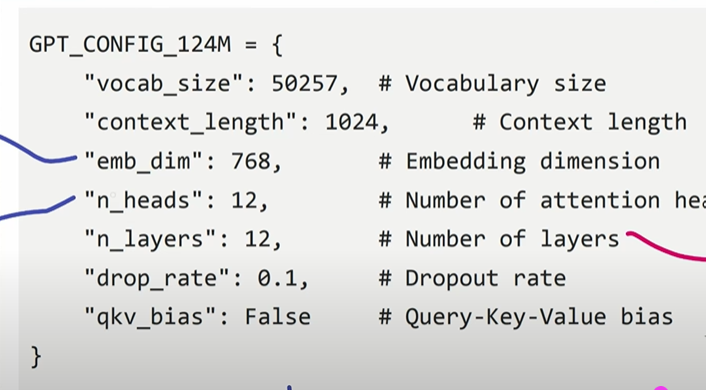 GPT_CONFIG_124M = {
    "vocab_size": 50257,  # Vocabulary size
    "context_length": 1024,      # Context length
    "emb_dim": 768,       # Embedding dimension
    "n_heads": 12,        # Number of attention hea
    "n_layers": 12,       # Number of layers
    "drop_rate": 0.1,     # Dropout rate
    "qkv_bias": False     # Query-Key-Value bias
}